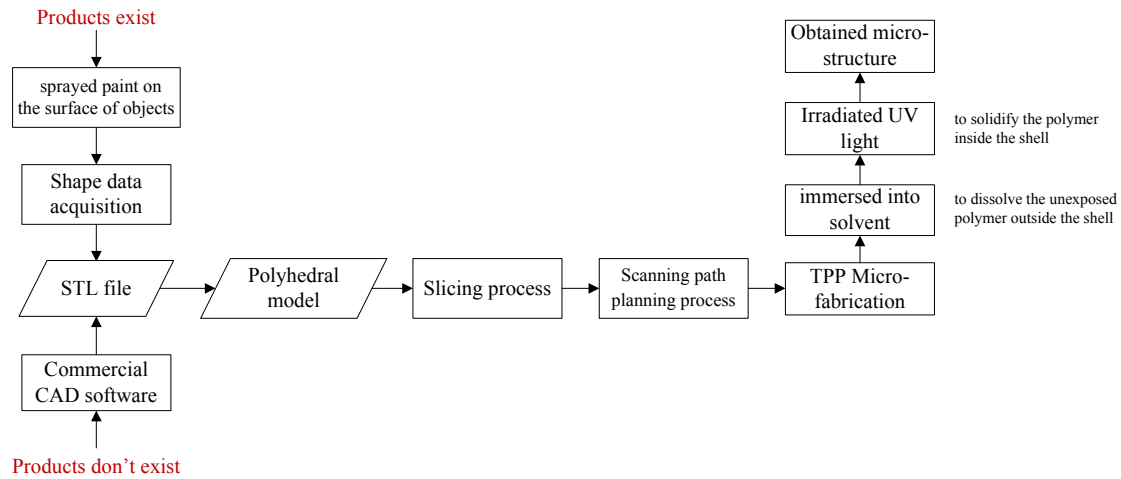 Products exist
sprayed paint on
the surface of objects
Shape data
acquisition
STL file
Commercial
CAD software
Products don’t exist
Polyhedral
model
Slicing process
Scanning path
planning process
TPP Micro-
fabrication
immersed into
solvent
to dissolve the unexposed
polymer outside the shell
Irradiated UV
light
to solidify the polymer
inside the shell
Obtained micro-
structure